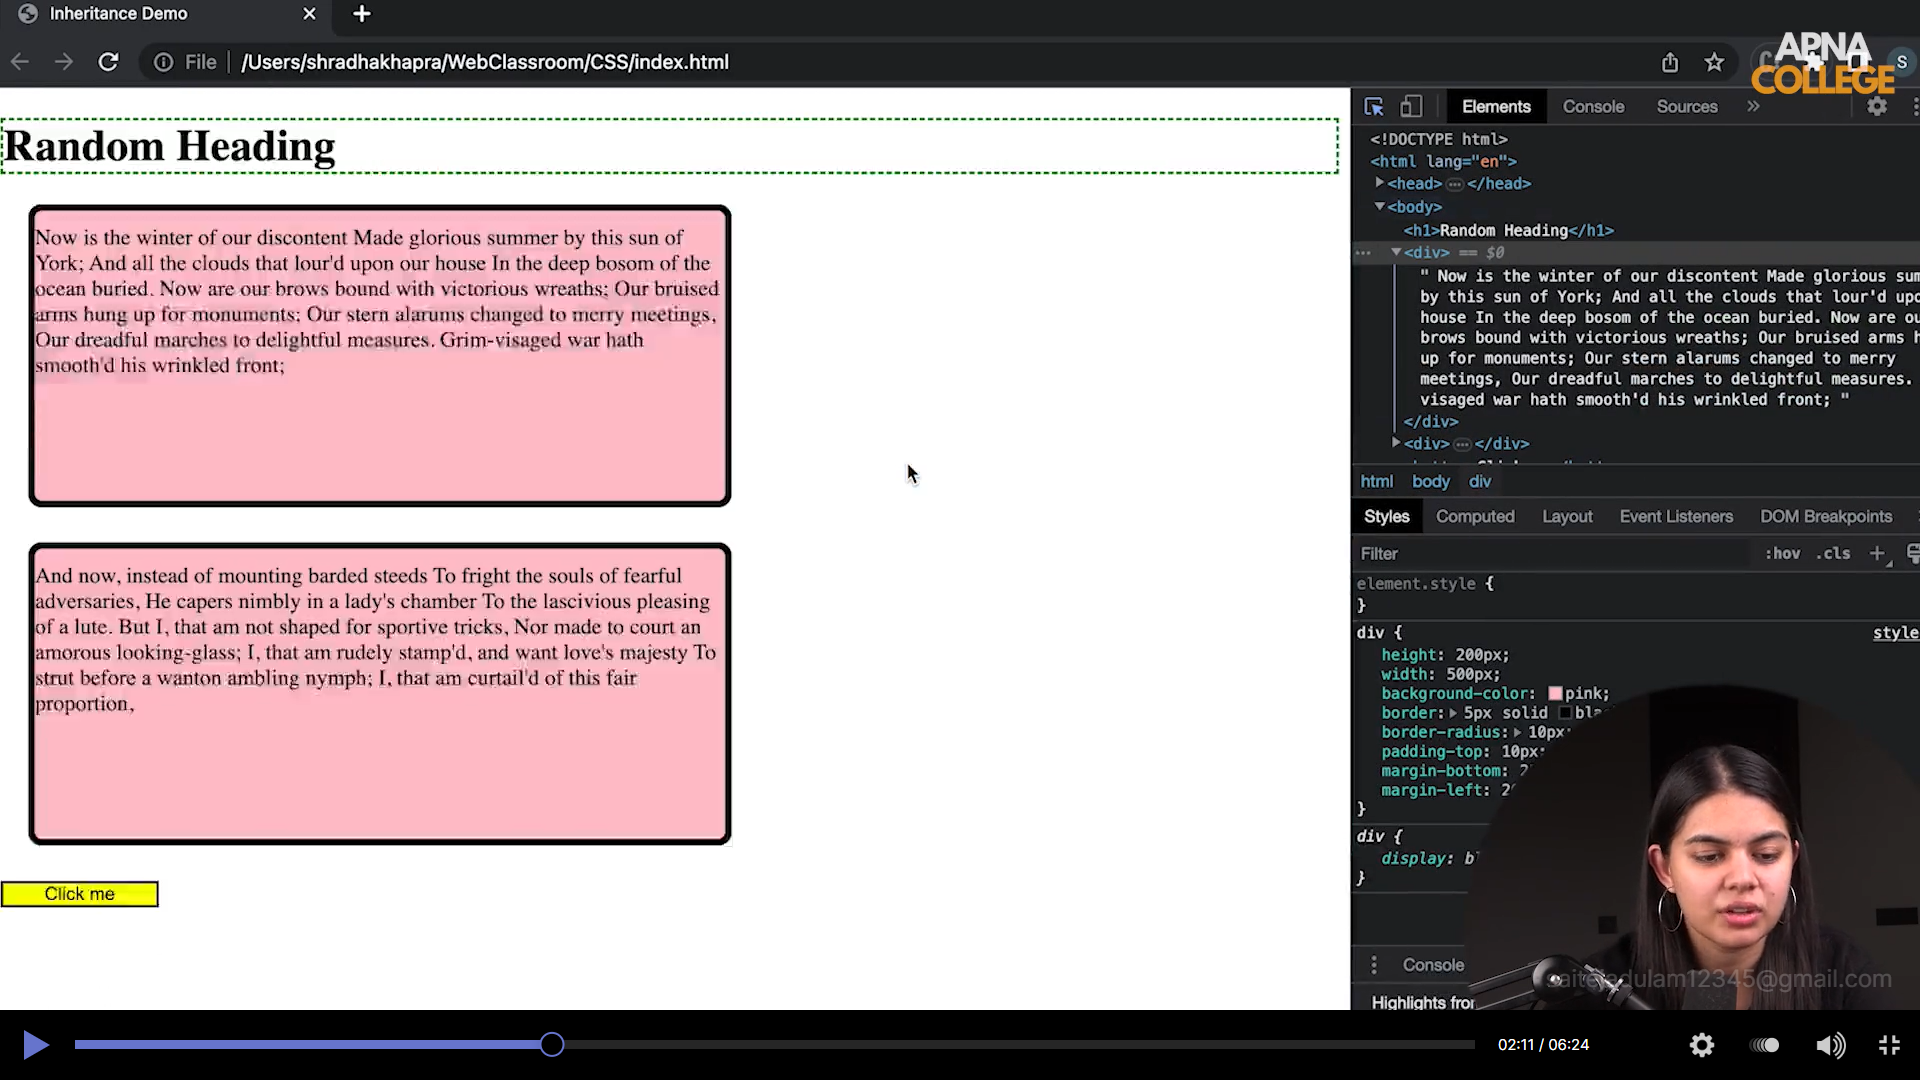 Inheritance Demo
File /Users/shradhakhapra/WebClassroom/CSS/index.html
S
APNA
COLLEGE
Random Heading
Now is the winter of our discontent Made glorious summer by this sun of
York; And all the clouds that lour'd upon our house In the deep bosom of the
ocean buried. Now are our brows bound with victorious wreaths; Our bruised
arms hung up for monuments; Our stern alarums changed to merry meetings,
Our dreadful marches to delightful measures. Grim-visaged war hath
smooth'd his wrinkled front;
And now, instead of mounting barded steeds To fright the souls of fearful
adversaries, He capers nimbly in a lady's chamber To the lascivious pleasing
of a lute. But I, that am not shaped for sportive tricks, Nor made to court an
amorous looking-glass; I, that am rudely stamp'd, and want love's majesty To
strut before a wanton ambling nymph; I, that am curtail'd of this fair
proportion,
Click me
Elements Console Sources »
<!DOCTYPE html>
<html lang="en">
<head> … </head>
<body>
<h1>Random Heading</h1>
… <div> == $0
" Now is the winter of our discontent Made glorious sum
by this sun of York; And all the clouds that lour'd upo
house In the deep bosom of the ocean buried. Now are ou
brows bound with victorious wreaths; Our bruised arms h
up for monuments; Our stern alarums changed to merry
meetings, Our dreadful marches to delightful measures.
visaged war hath smooth'd his wrinkled front; "
</div>
<div> … </div>
html body div
Styles Computed Layout Event Listeners DOM Breakpoints
Filter :hov .cls +
element.style {
}
div { style
height: 200px;
width: 500px;
background-color: pink;
border: 5px solid bla
border-radius: 10px;
padding-top: 10px;
margin-bottom: 2
margin-left: 2
}
div {
display: bl
}
Console
Highlights from
02:11 / 06:24